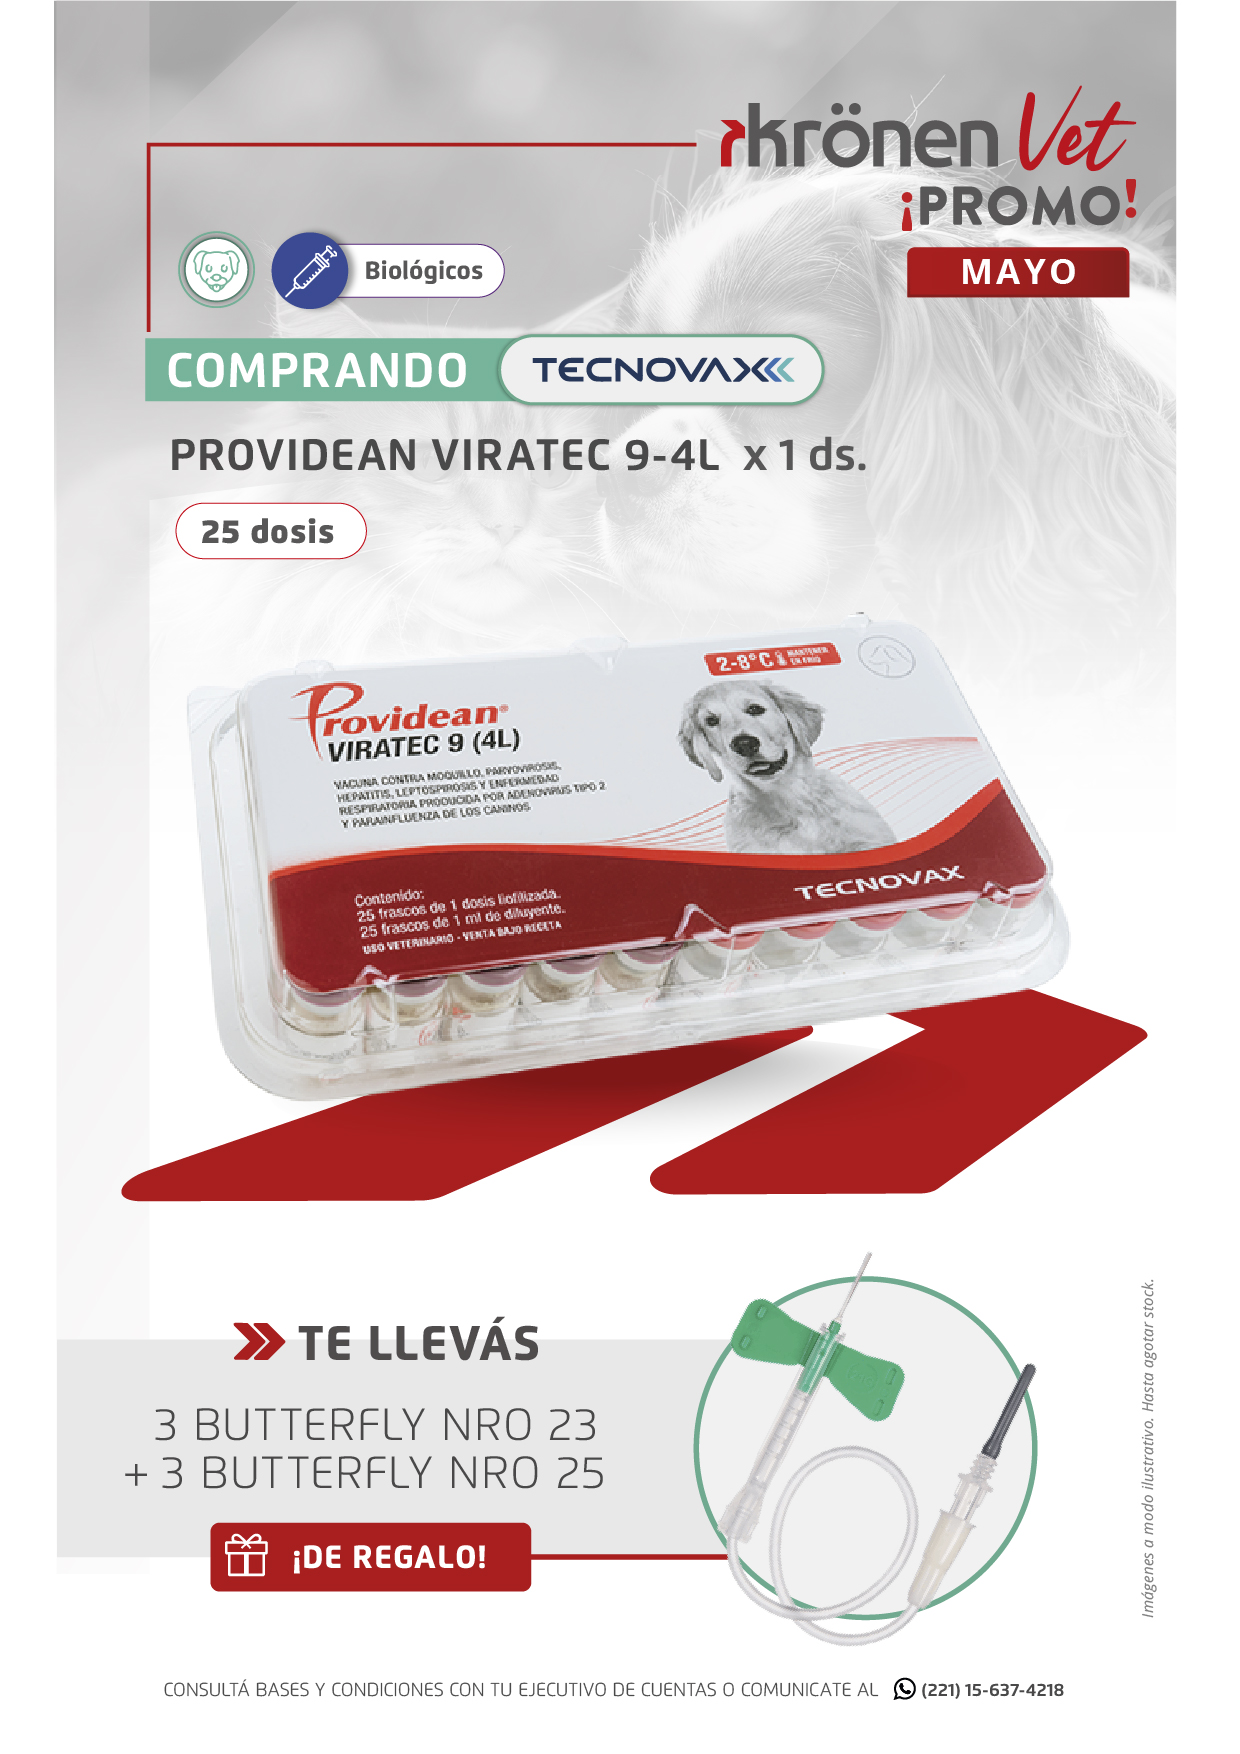 krönen Vet
¡PROMO!
MAYO
Biológicos
COMPRANDO
TECNOVAX
PROVIDEAN VIRATEC 9-4L x 1 ds.
25 dosis
2-8°C MANTENER
EN FRÍO
Providean®
VIRATEC 9 (4L)
VACUNA CONTRA MOQUILLO, PARVOVIROSIS,
HEPATITIS, LEPTOSPIROSIS Y ENFERMEDAD
RESPIRATORIA PRODUCIDA POR ADENOVIRUS TIPO 2
Y PARAINFLUENZA DE LOS CANINOS
Contenido:
25 frascos de 1 dosis liofilizada.
25 frascos de 1 ml de diluyente.
USO VETERINARIO - VENTA BAJO RECETA
TECNOVAX
TE LLEVÁS
3 BUTTERFLY NRO 23
+ 3 BUTTERFLY NRO 25
¡DE REGALO!
Imágenes a modo ilustrativo. Hasta agotar stock.
CONSULTÁ BASES Y CONDICIONES CON TU EJECUTIVO DE CUENTAS O COMUNICATE AL (221) 15-637-4218